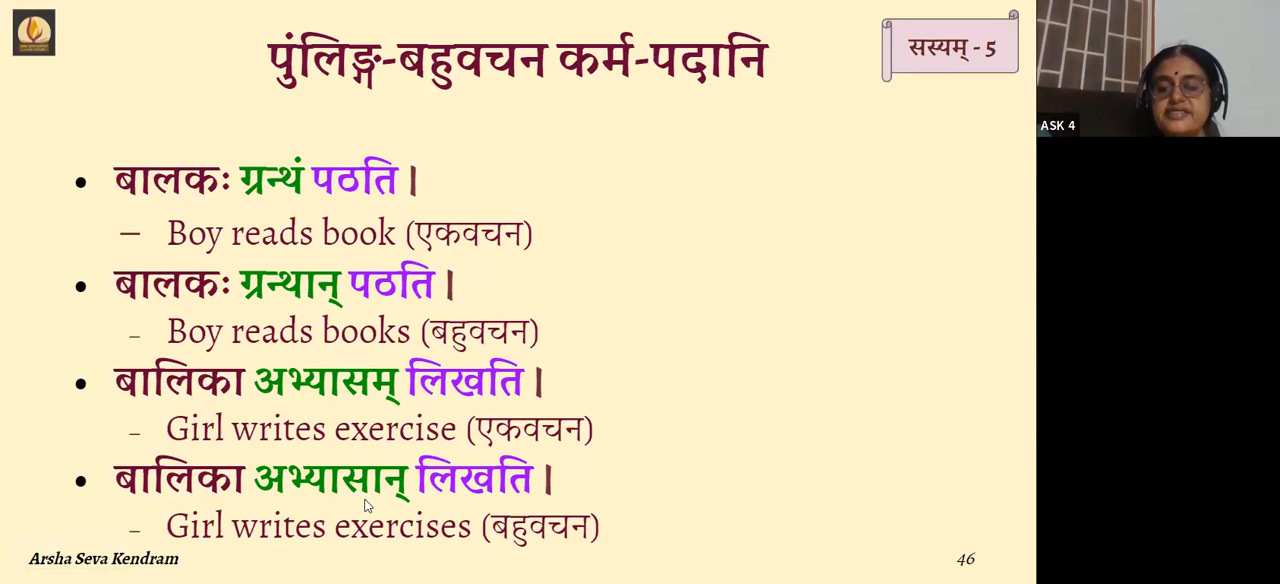 पुंलिङ्ग-बहुवचन कर्म-पदानि
सस्यम् - 5
ASK 4
• बालकः ग्रन्थं पठति |
– Boy reads book (एकवचन)
• बालकः ग्रन्थान् पठति |
– Boy reads books (बहुवचन)
• बालिका अभ्यासम् लिखति |
– Girl writes exercise (एकवचन)
• बालिका अभ्यासान् लिखति |
– Girl writes exercises (बहुवचन)
Arsha Seva Kendram
46